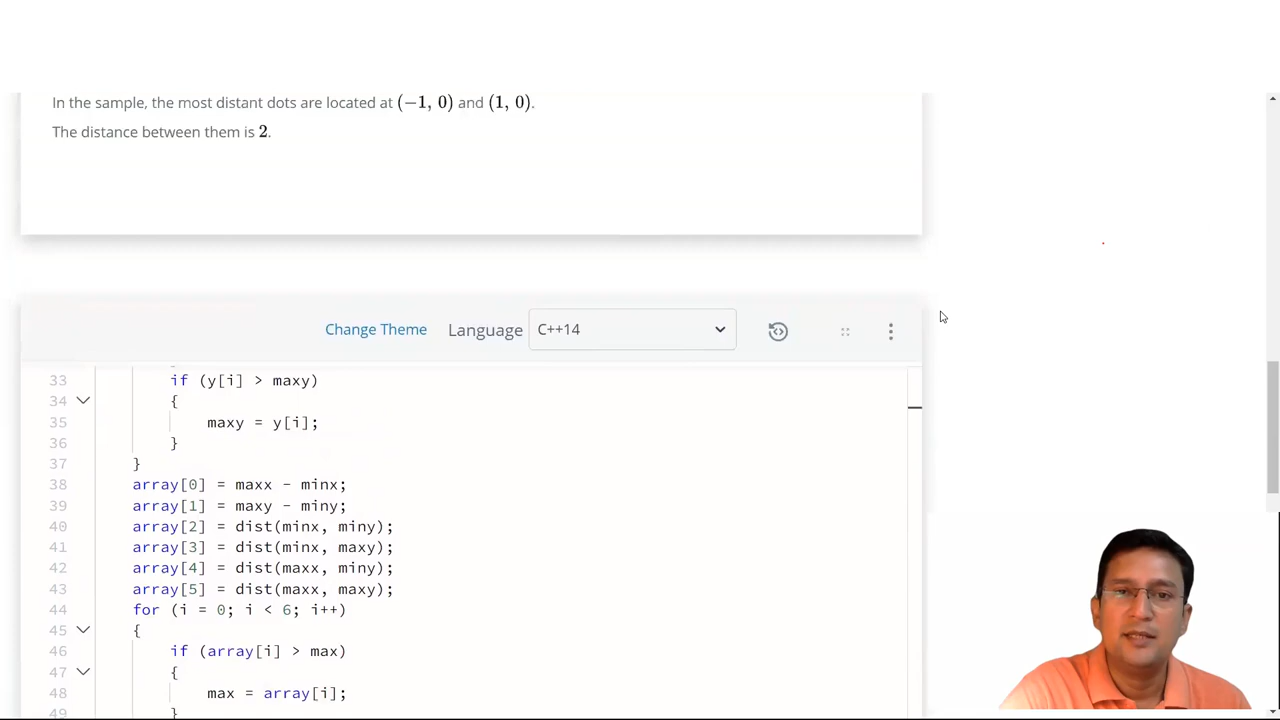 In the sample, the most distant dots are located at (−1, 0) and (1, 0).
The distance between them is 2.
Change Theme Language C++14
33 if (y[i] > maxy)
34 {
35 maxy = y[i];
36 }
37 }
38 array[0] = maxx - minx;
39 array[1] = maxy - miny;
40 array[2] = dist(minx, miny);
41 array[3] = dist(minx, maxy);
42 array[4] = dist(maxx, miny);
43 array[5] = dist(maxx, maxy);
44 for (i = 0; i < 6; i++)
45 {
46 if (array[i] > max)
47 {
48 max = array[i];
49 }